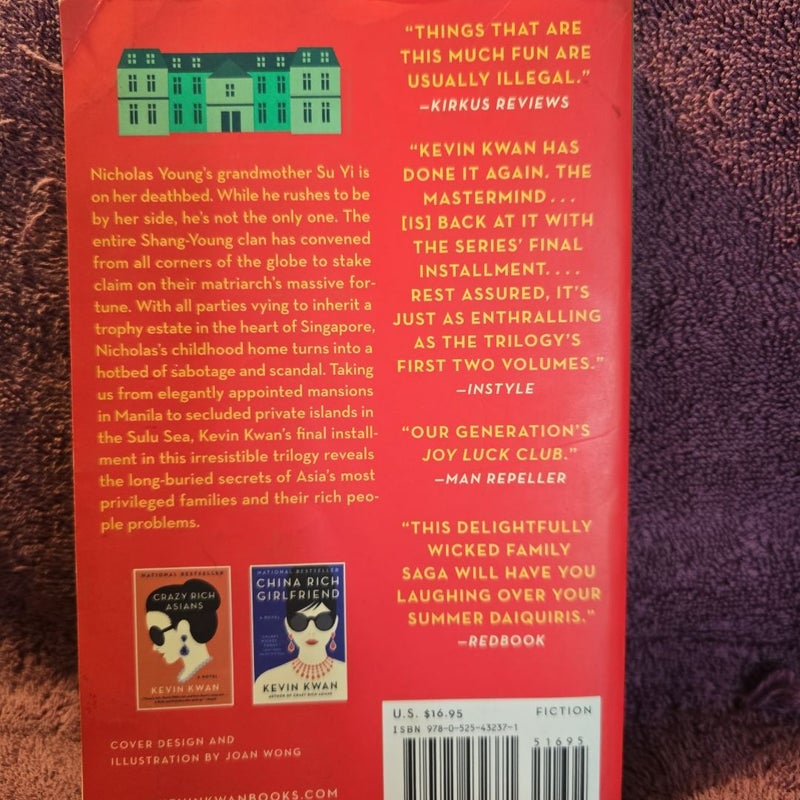 Nicholas Young's grandmother Su Yi is
on her deathbed. While he rushes to be
by her side, he's not the only one. The
entire Shang-Young clan has convened
from all corners of the globe to stake
claim on their matriarch's massive for-
tune. With all parties vying to inherit a
trophy estate in the heart of Singapore,
Nicholas's childhood home turns into a
hotbed of sabotage and scandal. Taking
us from elegantly appointed mansions
in Manila to secluded private islands in
the Sulu Sea, Kevin Kwan's final install-
ment in this irresistible trilogy reveals
the long-buried secrets of Asia's most
privileged families and their rich peo-
ple problems.
NATIONAL BESTSELLER
CRAZY RICH
ASIANS
A NOVEL
KEVIN KWAN
NATIONAL BESTSELLER
CHINA RICH
GIRLFRIEND
A NOVEL
KEVIN KWAN
AUTHOR OF CRAZY RICH ASIANS
COVER DESIGN AND
ILLUSTRATION BY JOAN WONG
"THINGS THAT ARE
THIS MUCH FUN ARE
USUALLY ILLEGAL."
—KIRKUS REVIEWS
"KEVIN KWAN HAS
DONE IT AGAIN. THE
MASTERMIND . . .
[IS] BACK AT IT WITH
THE SERIES' FINAL
INSTALLMENT. . . .
REST ASSURED, IT'S
JUST AS ENTHRALLING
AS THE TRILOGY'S
FIRST TWO VOLUMES."
—INSTYLE
"OUR GENERATION'S
JOY LUCK CLUB."
—MAN REPELLER
"THIS DELIGHTFULLY
WICKED FAMILY
SAGA WILL HAVE YOU
LAUGHING OVER YOUR
SUMMER DAIQUIRIS."
—REDBOOK
U.S. $16.95 FICTION
ISBN 978-0-525-43237-1
51695